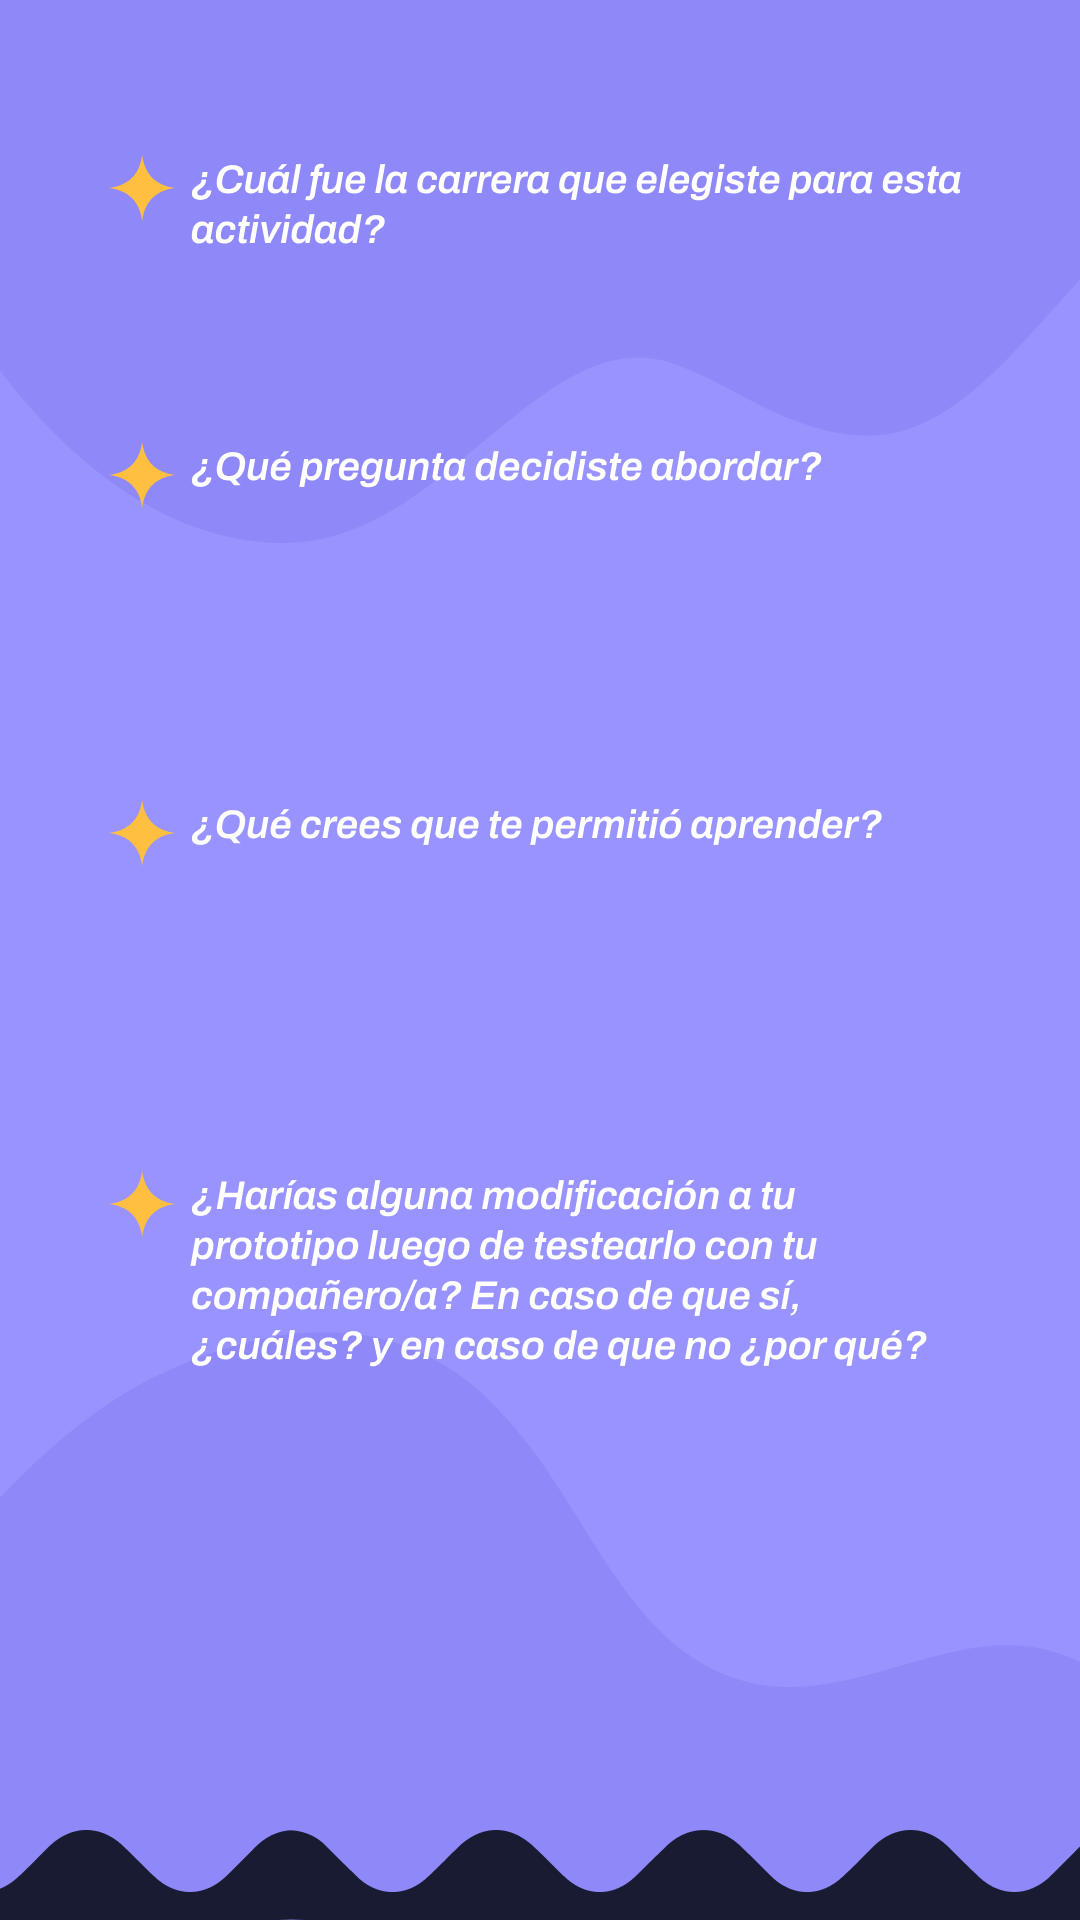 ¿Cuál fue la carrera que elegiste para esta
actividad?
¿Qué pregunta decidiste abordar?
¿Qué crees que te permitió aprender?
¿Harías alguna modificación a tu
prototipo luego de testearlo con tu
compañero/a? En caso de que sí,
¿cuáles? y en caso de que no ¿por qué?